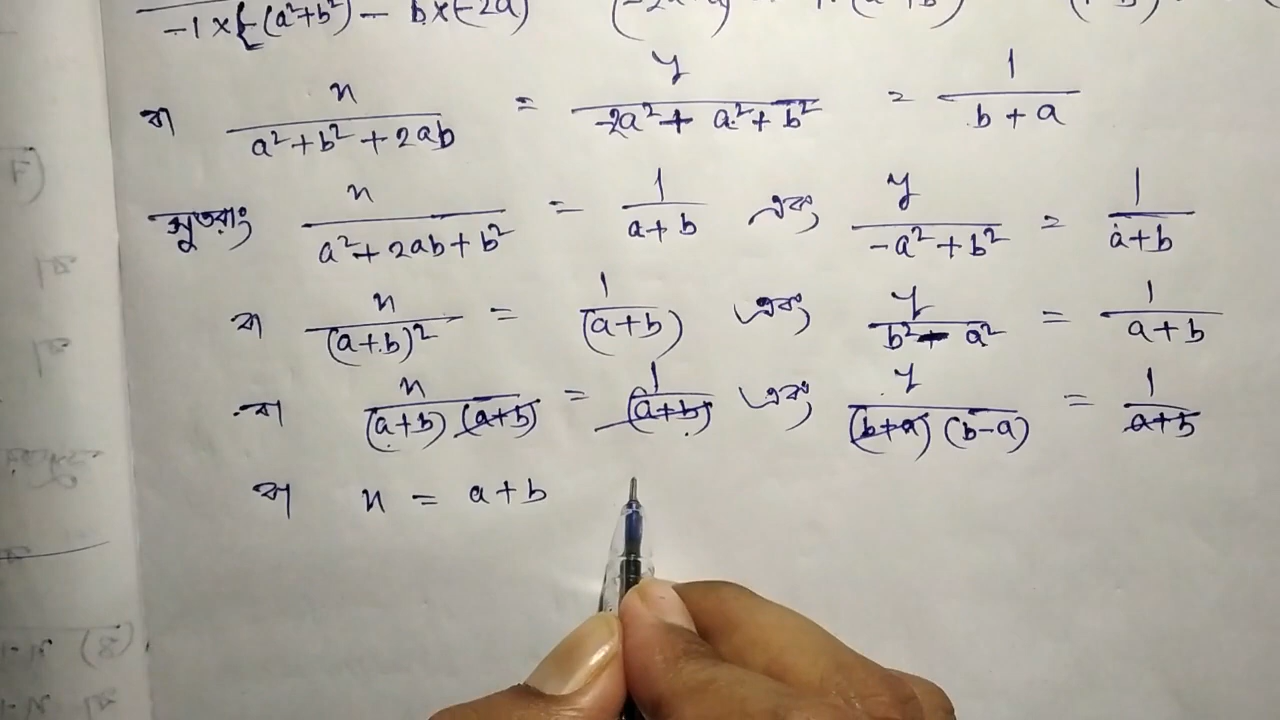 -1×{-(a²+b²) - b×(-2a)
বা x/(a²+b²+2ab) = y/(-2a²+a²+b²) = 1/(b+a)
সুতরাং x/(a²+2ab+b²) = 1/(a+b) এবং y/(-a²+b²) = 1/(a+b)
বা x/(a+b)² = 1/(a+b) এবং y/(b²-a²) = 1/(a+b)
বা x/((a+b)(a+b)) = 1/(a+b) এবং y/((b+a)(b-a)) = 1/(a+b)
বা x = a+b